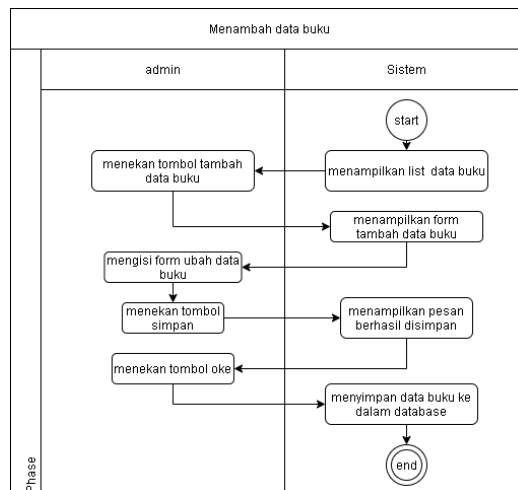 Menambah data buku
admin
Sistem
start
menampilkan list data buku
menekan tombol tambah
data buku
menampilkan form
tambah data buku
mengisi form ubah data
buku
menekan tombol
simpan
menampilkan pesan
berhasil disimpan
menekan tombol oke
menyimpan data buku ke
dalam database
end
Phase